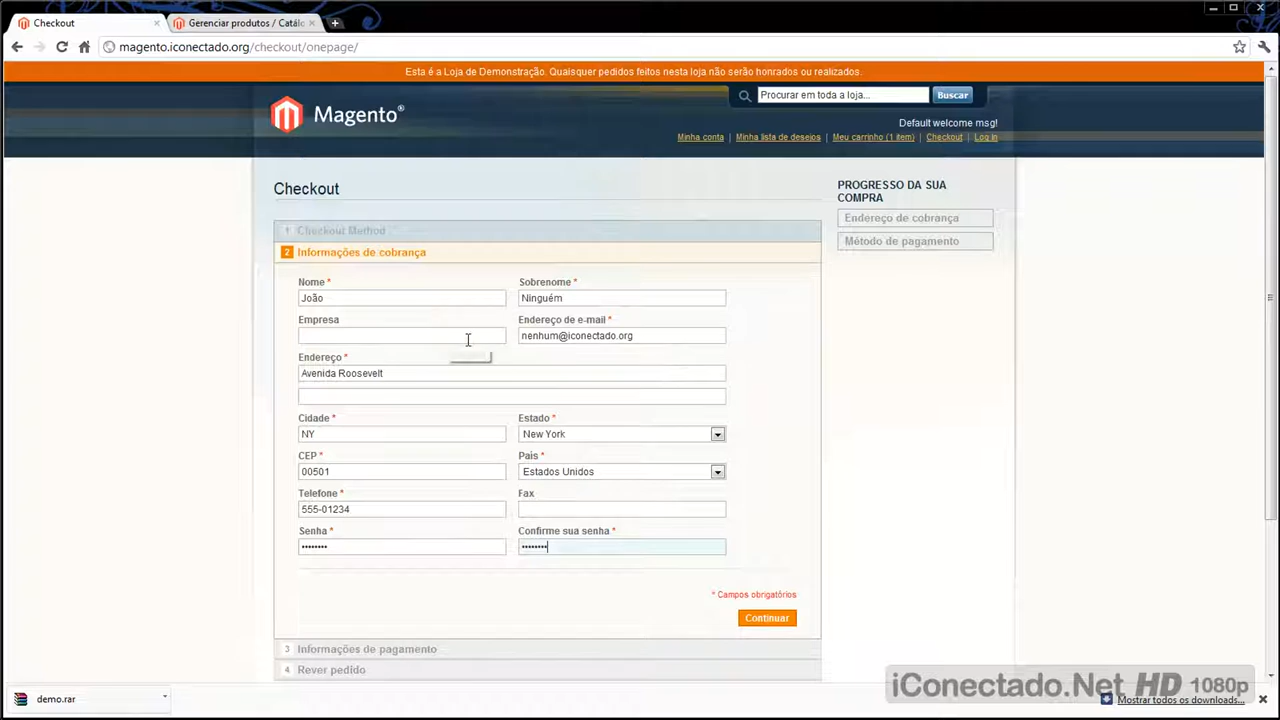 Checkout
Gerenciar produtos / Catálo
magento.iconectado.org/checkout/onepage/
Esta é a Loja de Demonstração. Quaisquer pedidos feitos nesta loja não serão honrados ou realizados.
Magento®
Procurar em toda a loja... Buscar
Default welcome msg!
Minha conta | Minha lista de desejos | Meu carrinho (1 item) | Checkout | Log in
Checkout
1 Checkout Method
2 Informações de cobrança
Nome * Sobrenome *
João Ninguém
Empresa Endereço de e-mail *
nenhum@iconectado.org
Endereço *
Avenida Roosevelt
Cidade * Estado *
NY New York
CEP * País *
00501 Estados Unidos
Telefone * Fax
555-01234
Senha * Confirme sua senha *
•••••••• ••••••••
* Campos obrigatórios
Continuar
3 Informações de pagamento
4 Rever pedido
PROGRESSO DA SUA
COMPRA
Endereço de cobrança
Método de pagamento
iConectado.Net HD 1080p
demo.rar
Mostrar todos os downloads...